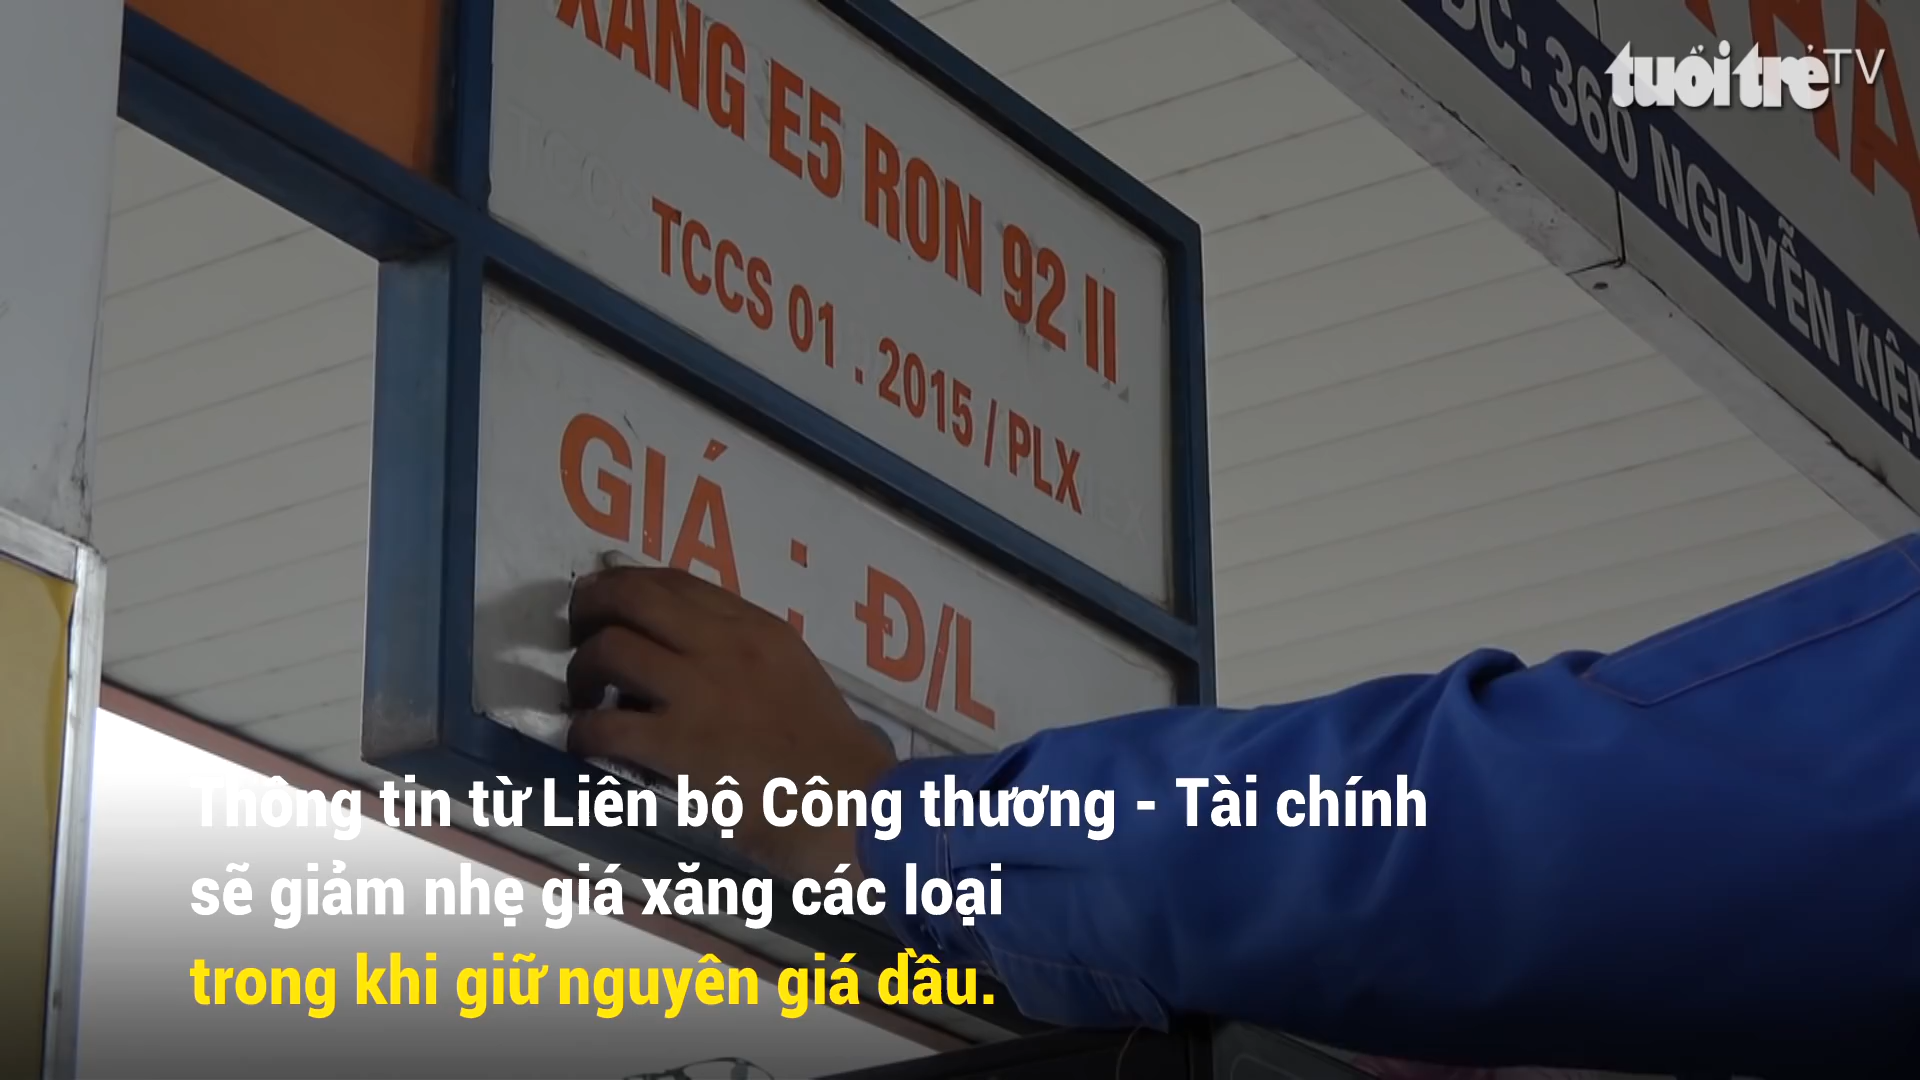 XĂNG E5 RON 92 II
TCCS 01 . 2015 / PLX
GIÁ : Đ/L
ĐC: 360 NGUYỄN KIỆM
tuổi trẻ TV
Thông tin từ Liên bộ Công thương - Tài chính
sẽ giảm nhẹ giá xăng các loại
trong khi giữ nguyên giá dầu.